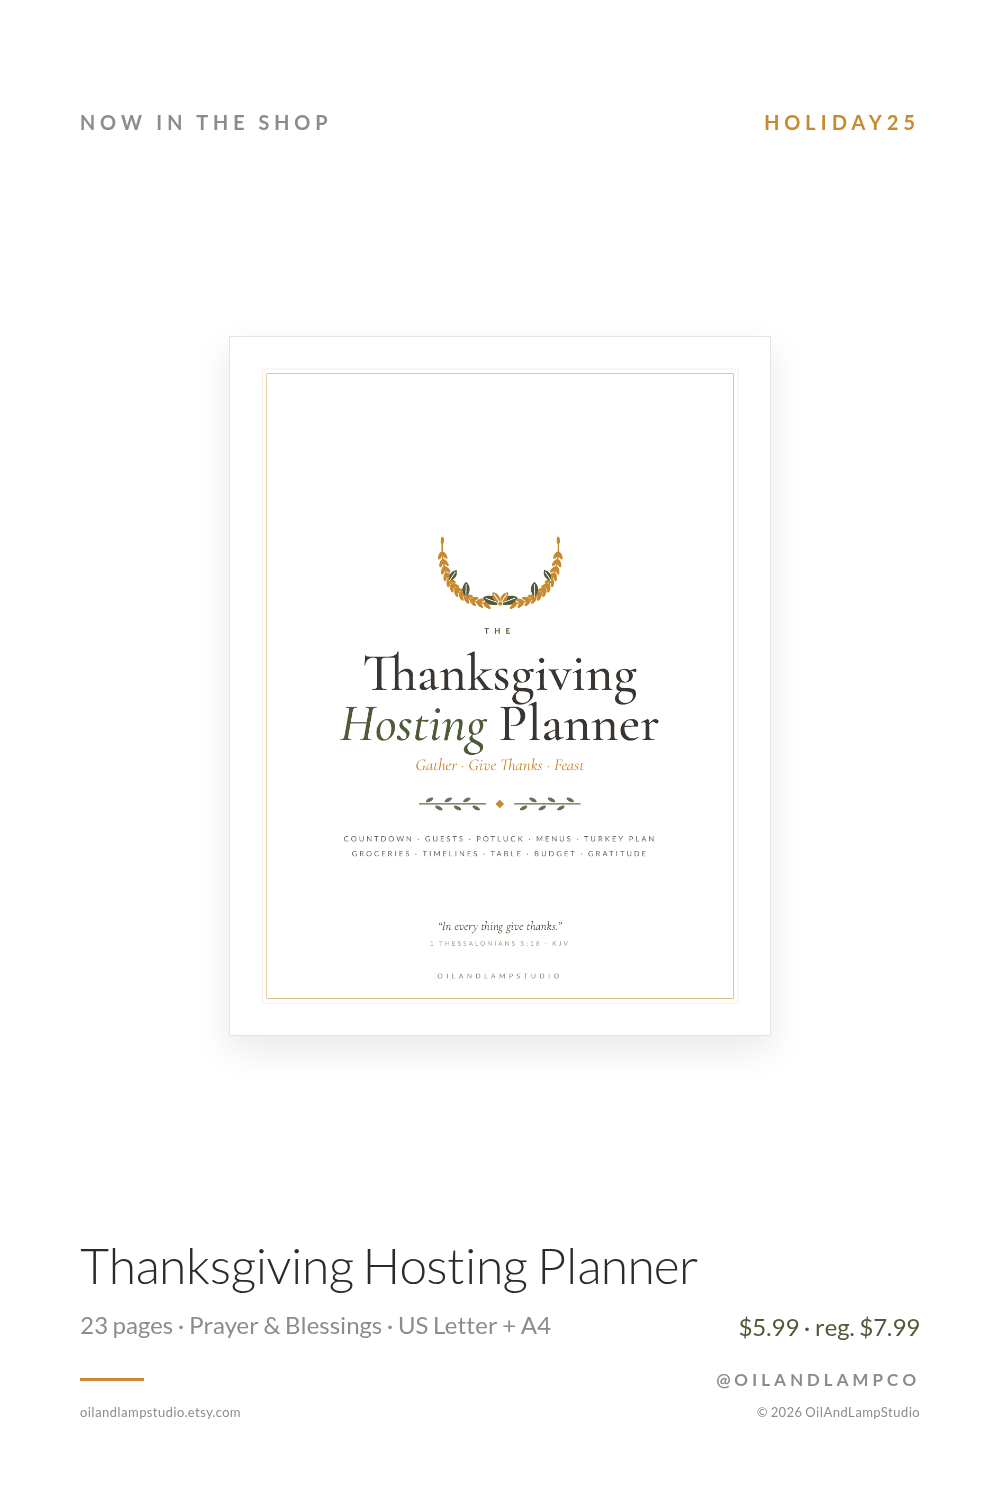 NOW IN THE SHOP
HOLIDAY25
THE
Thanksgiving
Hosting Planner
Gather · Give Thanks · Feast
COUNTDOWN · GUESTS · POTLUCK · MENUS · TURKEY PLAN
GROCERIES · TIMELINES · TABLE · BUDGET · GRATITUDE
“In every thing give thanks.”
1 THESSALONIANS 5:18 · KJV
OILANDLAMPSTUDIO
Thanksgiving Hosting Planner
23 pages · Prayer & Blessings · US Letter + A4
$5.99 · reg. $7.99
@OILANDLAMPCO
oilandlampstudio.etsy.com
© 2026 OilAndLampStudio